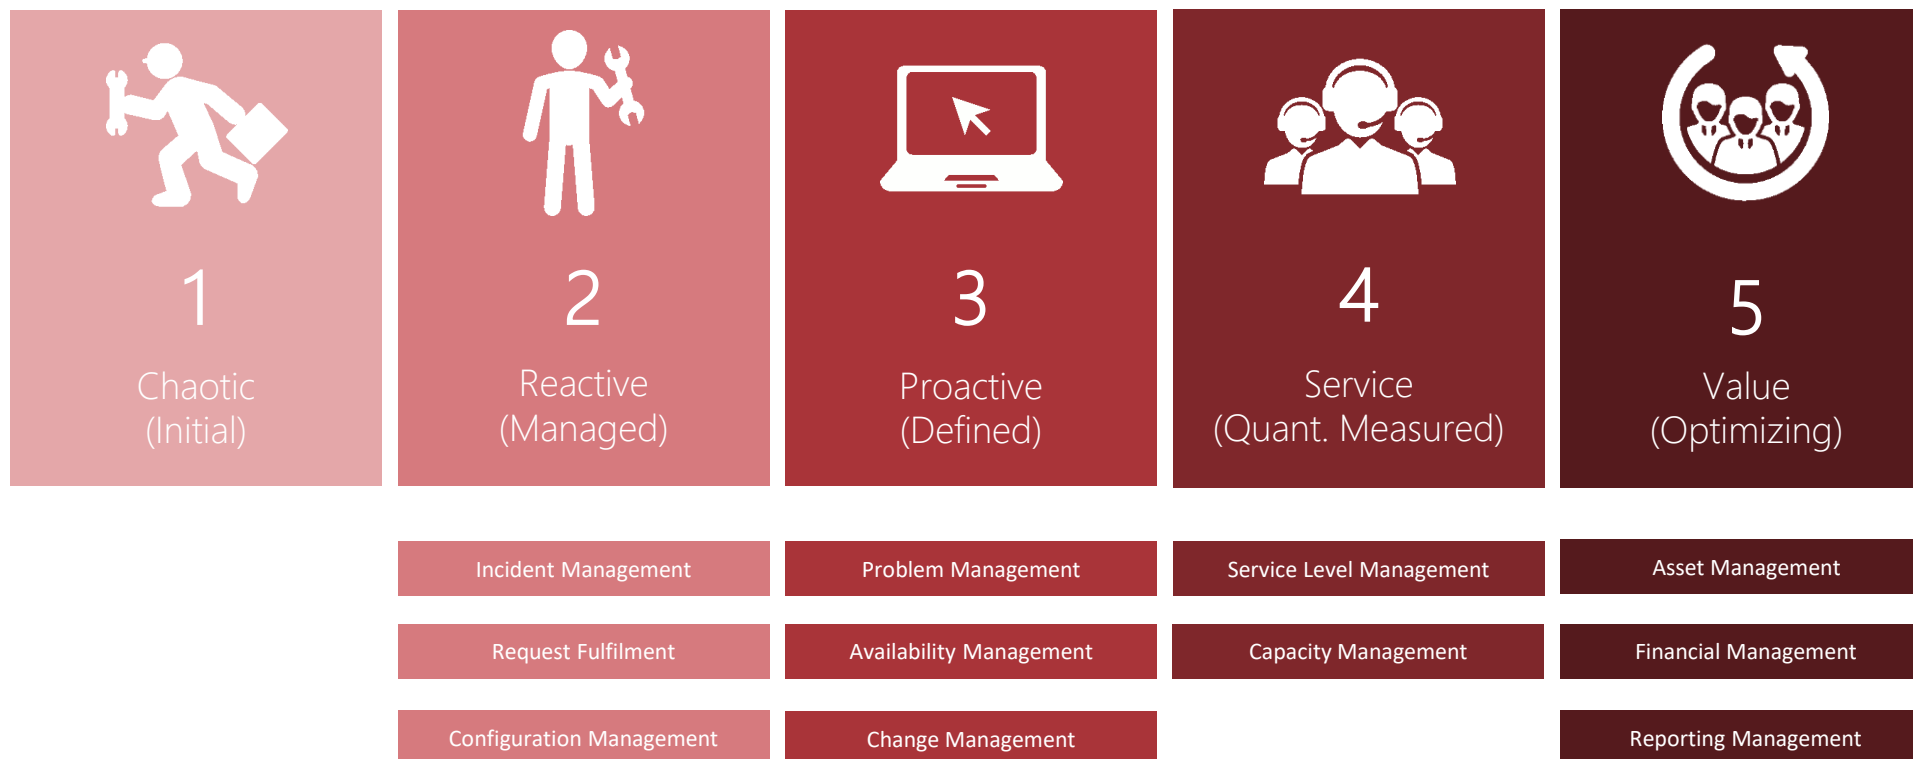 1
Chaotic
(Initial)
2
Reactive
(Managed)
3
Proactive
(Defined)
4
Service
(Quant. Measured)
5
Value
(Optimizing)
Incident Management
Problem Management
Service Level Management
Asset Management
Request Fulfilment
Availability Management
Capacity Management
Financial Management
Configuration Management
Change Management
Reporting Management